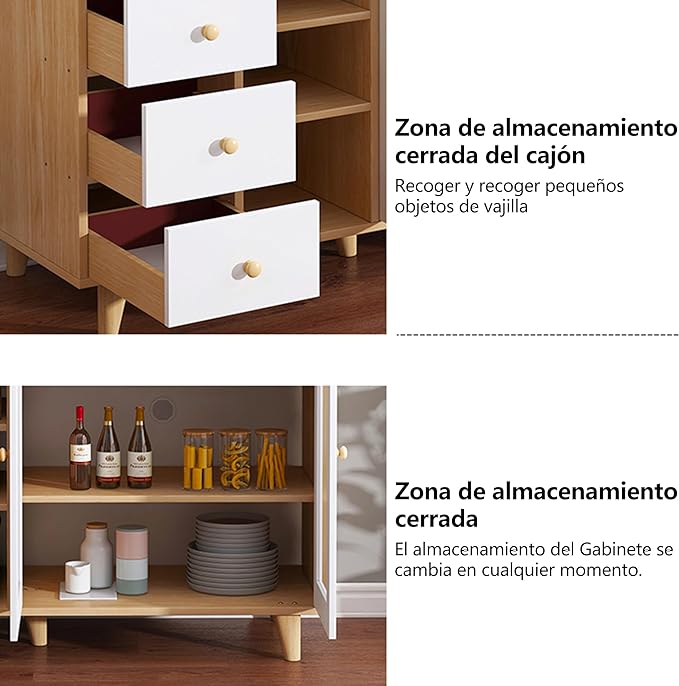 Zona de almacenamiento
cerrada del cajón
Recoger y recoger pequeños
objetos de vajilla
Zona de almacenamiento
cerrada
El almacenamiento del Gabinete se
cambia en cualquier momento.